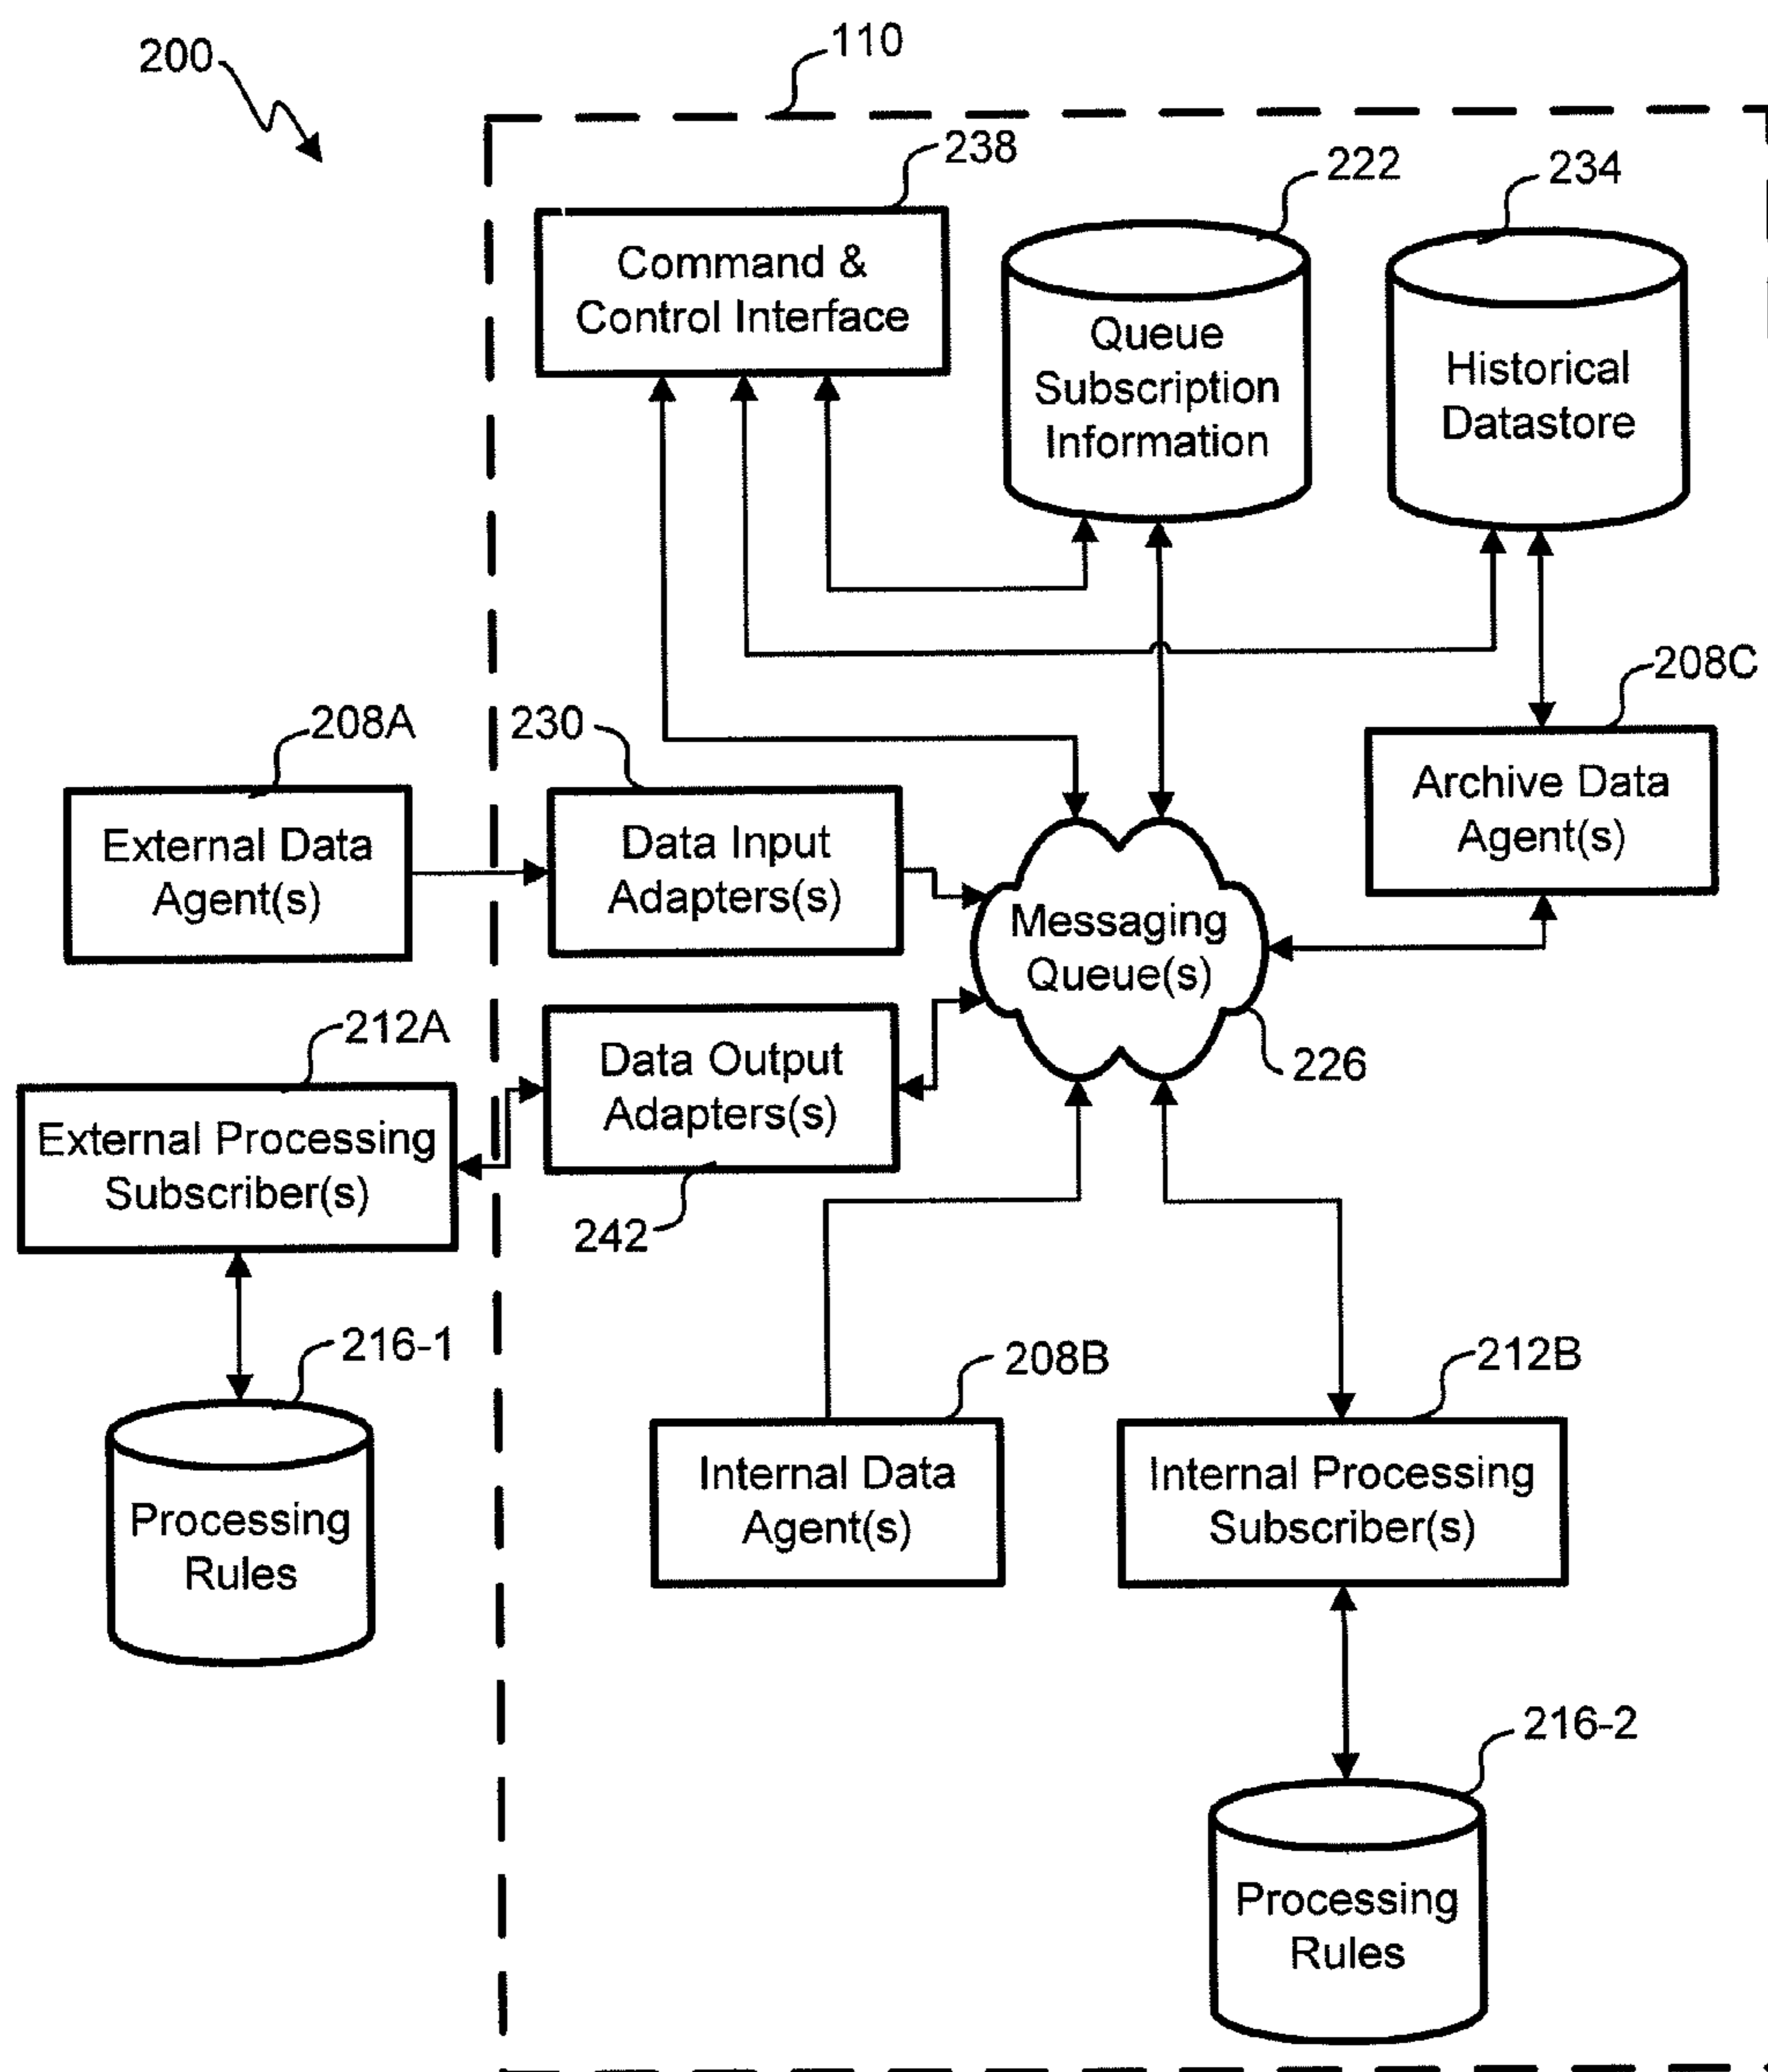 200
110
238
222
234
Command &
Control Interface
Queue
Subscription
Information
Historical
Datastore
208C
208A
230
External Data
Agent(s)
Data Input
Adapters(s)
Messaging
Queue(s)
Archive Data
Agent(s)
212A
226
External Processing
Subscriber(s)
Data Output
Adapters(s)
242
216-1
208B
212B
Processing
Rules
Internal Data
Agent(s)
Internal Processing
Subscriber(s)
216-2
Processing
Rules